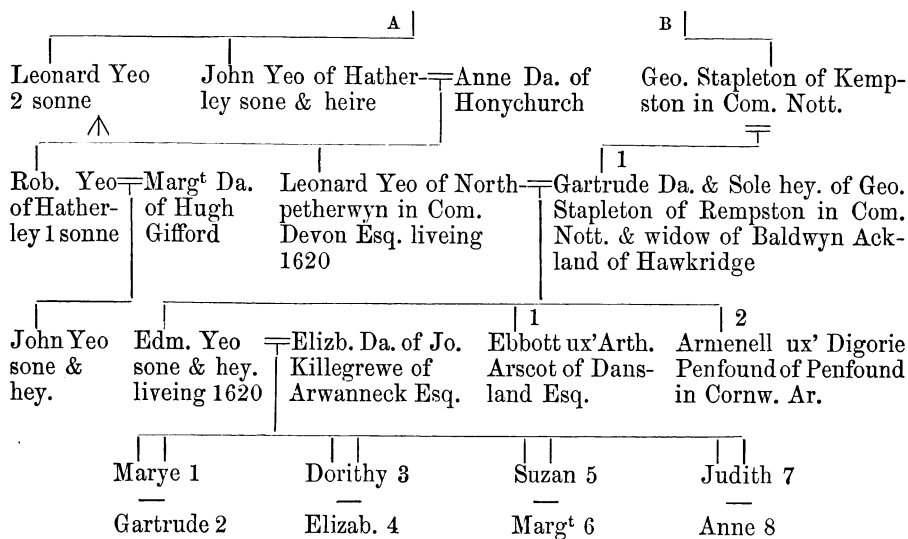 A B
Leonard Yeo
2 sonne
John Yeo of Hather-
ley sone & heire
Anne Da. of
Honychurch
Geo. Stapleton of Kemp-
ston in Com. Nott.
Rob. Yeo
of Hather-
ley 1 sonne
Margᵗ Da.
of Hugh
Gifford
Leonard Yeo of North-
petherwyn in Com.
Devon Esq. liveing
1620
1
Gartrude Da. & Sole hey. of Geo.
Stapleton of Rempston in Com.
Nott. & widow of Baldwyn Ack-
land of Hawkridge
John Yeo
sone &
hey.
Edm. Yeo
sone & hey.
liveing 1620
Elizb. Da. of Jo.
Killegrewe of
Arwanneck Esq.
1
Ebbott ux' Arth.
Arscot of Dans-
land Esq.
2
Armenell ux' Digorie
Penfound of Penfound
in Cornw. Ar.
Marye 1
Gartrude 2
Dorithy 3
Elizab. 4
Suzan 5
Margᵗ 6
Judith 7
Anne 8